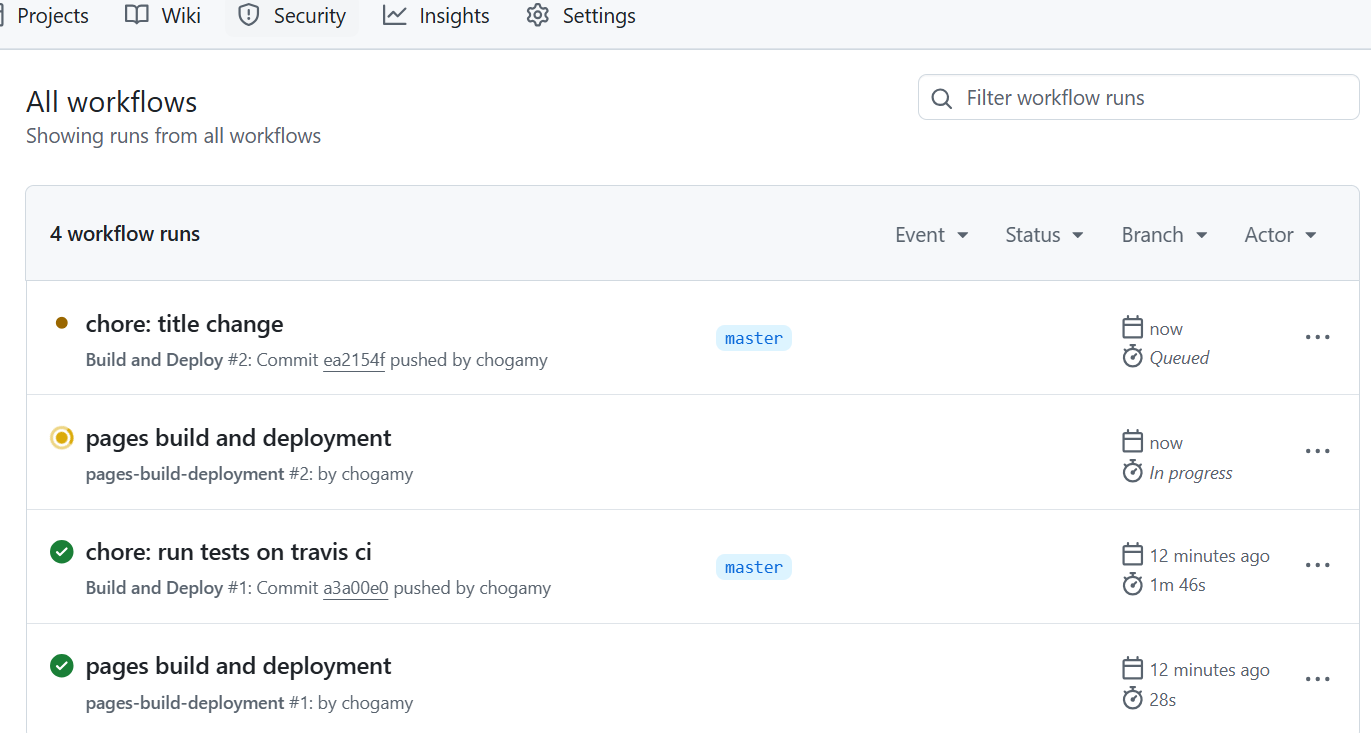 Projects Wiki Security Insights Settings
All workflows
Filter workflow runs
Showing runs from all workflows
4 workflow runs
Event Status Branch Actor
chore: title change
Build and Deploy #2: Commit ea2154f pushed by chogamy
master
now
Queued
pages build and deployment
pages-build-deployment #2: by chogamy
now
In progress
chore: run tests on travis ci
Build and Deploy #1: Commit a3a00e0 pushed by chogamy
master
12 minutes ago
1m 46s
pages build and deployment
pages-build-deployment #1: by chogamy
12 minutes ago
28s